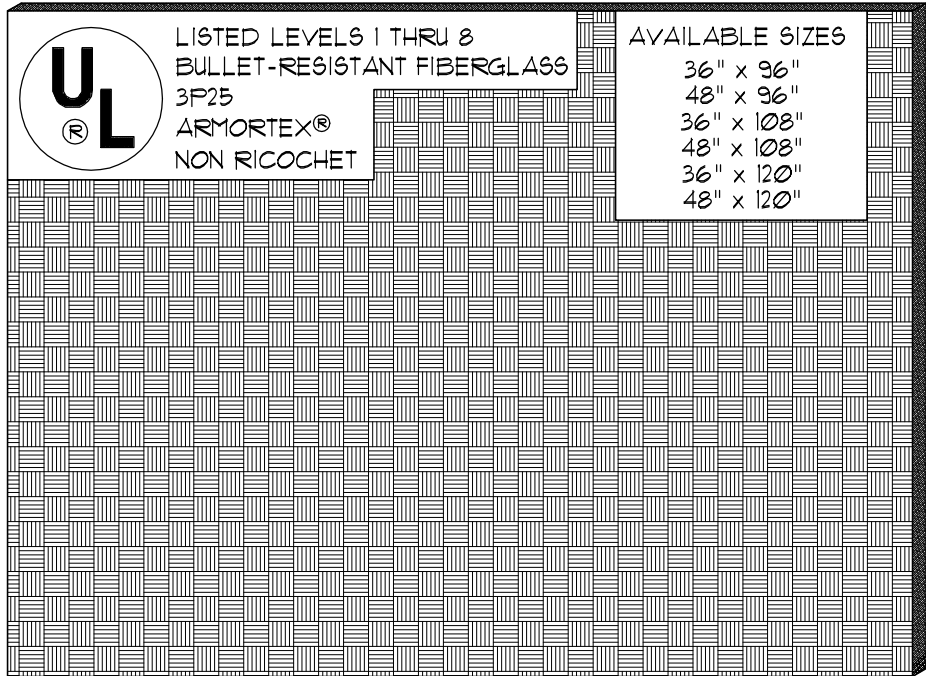 UL
®
LISTED LEVELS 1 THRU 8
BULLET-RESISTANT FIBERGLASS
3P25
ARMORTEX®
NON RICOCHET
AVAILABLE SIZES
36" x 96"
48" x 96"
36" x 108"
48" x 108"
36" x 120"
48" x 120"